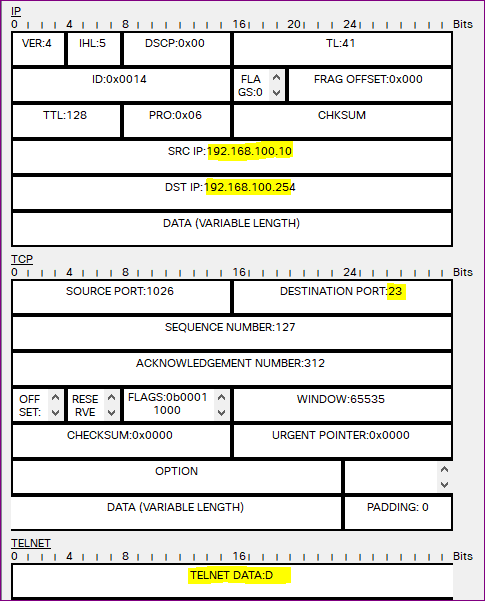 IP
0 4 8 16 20 24 Bits
VER:4 IHL:5 DSCP:0x00 TL:41
ID:0x0014 FLA FRAG OFFSET:0x000
GS:0
TTL:128 PRO:0x06 CHKSUM
SRC IP:192.168.100.10
DST IP:192.168.100.254
DATA (VARIABLE LENGTH)
TCP
0 4 8 16 24 Bits
SOURCE PORT:1026 DESTINATION PORT:23
SEQUENCE NUMBER:127
ACKNOWLEDGEMENT NUMBER:312
OFF RESE FLAGS:0b0001 WINDOW:65535
SET: RVE 1000
CHECKSUM:0x0000 URGENT POINTER:0x0000
OPTION
DATA (VARIABLE LENGTH) PADDING: 0
TELNET
0 4 8 16 24 Bits
TELNET DATA:D